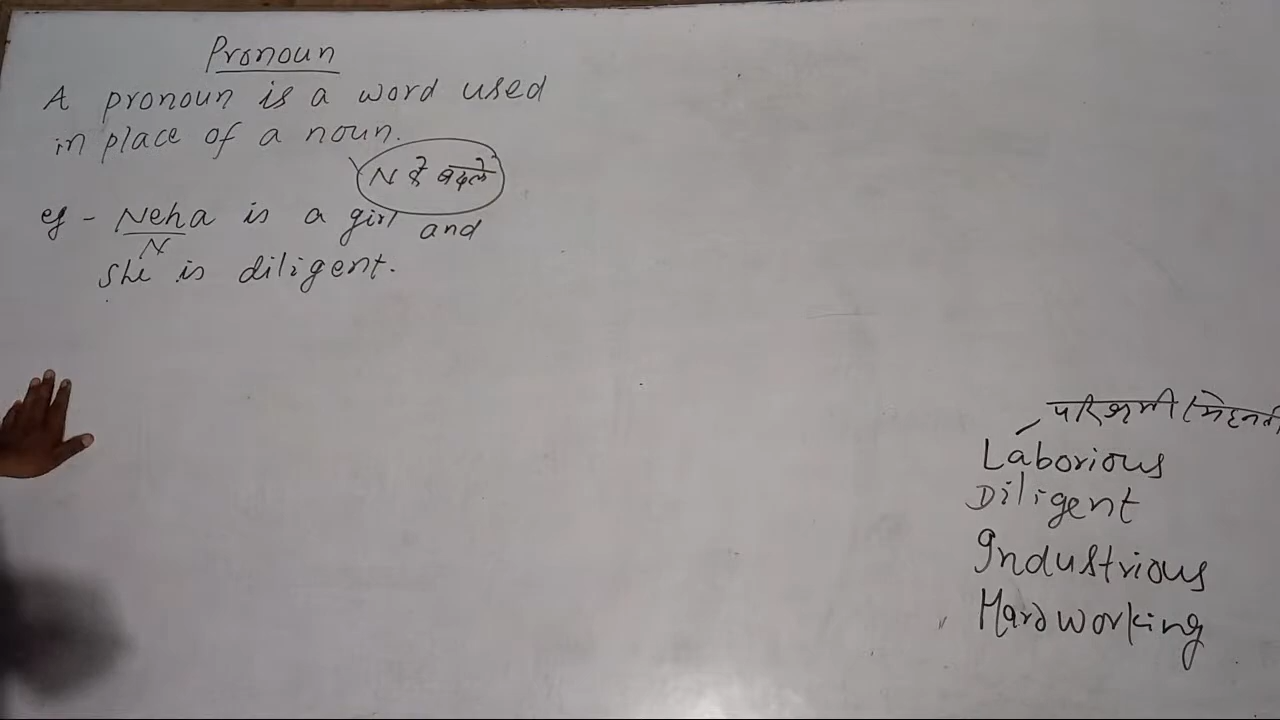 Pronoun
A pronoun is a word used
in place of a noun.
N के बदले
eg - Neha is a girl and
N
She is diligent.
परिश्रमी / मेहनती
Laborious
Diligent
Industrious
Hardworking